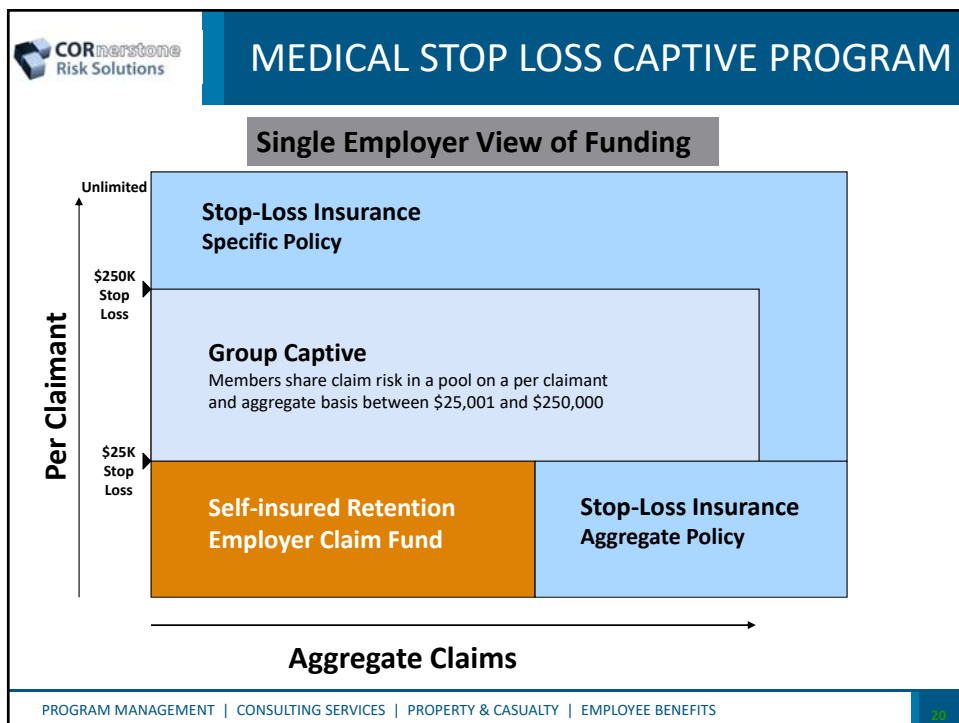 CORnerstone
Risk Solutions
MEDICAL STOP LOSS CAPTIVE PROGRAM
Single Employer View of Funding
Unlimited
Stop-Loss Insurance
Specific Policy
$250K
Stop
Loss
Group Captive
Members share claim risk in a pool on a per claimant
and aggregate basis between $25,001 and $250,000
Per Claimant
$25K
Stop
Loss
Self-insured Retention
Employer Claim Fund
Stop-Loss Insurance
Aggregate Policy
Aggregate Claims
PROGRAM MANAGEMENT | CONSULTING SERVICES | PROPERTY & CASUALTY | EMPLOYEE BENEFITS
20